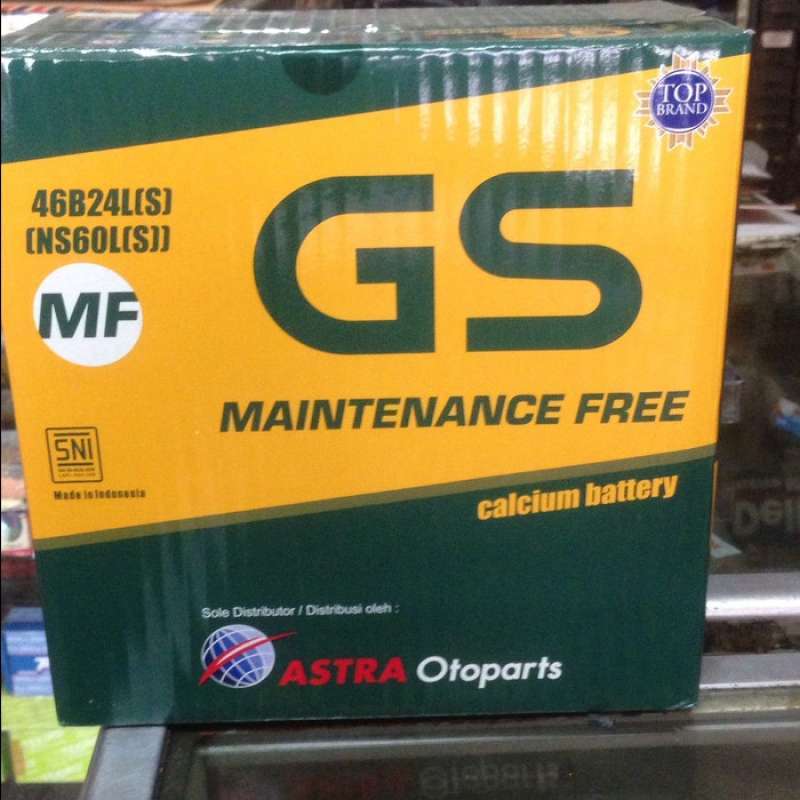 TOP
BRAND
46B24L(S)
(NS60L(S))
MF
GS
MAINTENANCE FREE
SNI
Made in Indonesia
calcium battery
Sole Distributor / Distribusi oleh :
ASTRA Otoparts